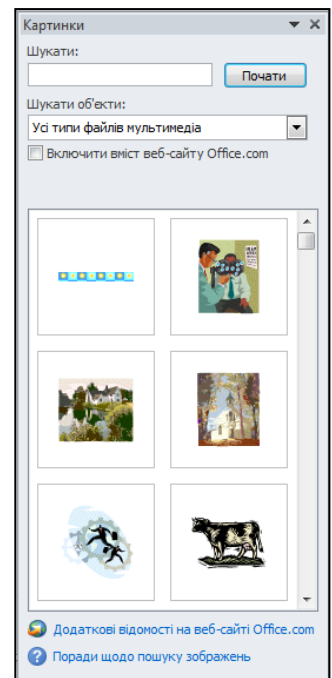 Картинки
Шукати:
Почати
Шукати об'єкти:
Усі типи файлів мультимедіа
Включити вміст веб-сайту Office.com
Додаткові відомості на веб-сайті Office.com
Поради щодо пошуку зображень